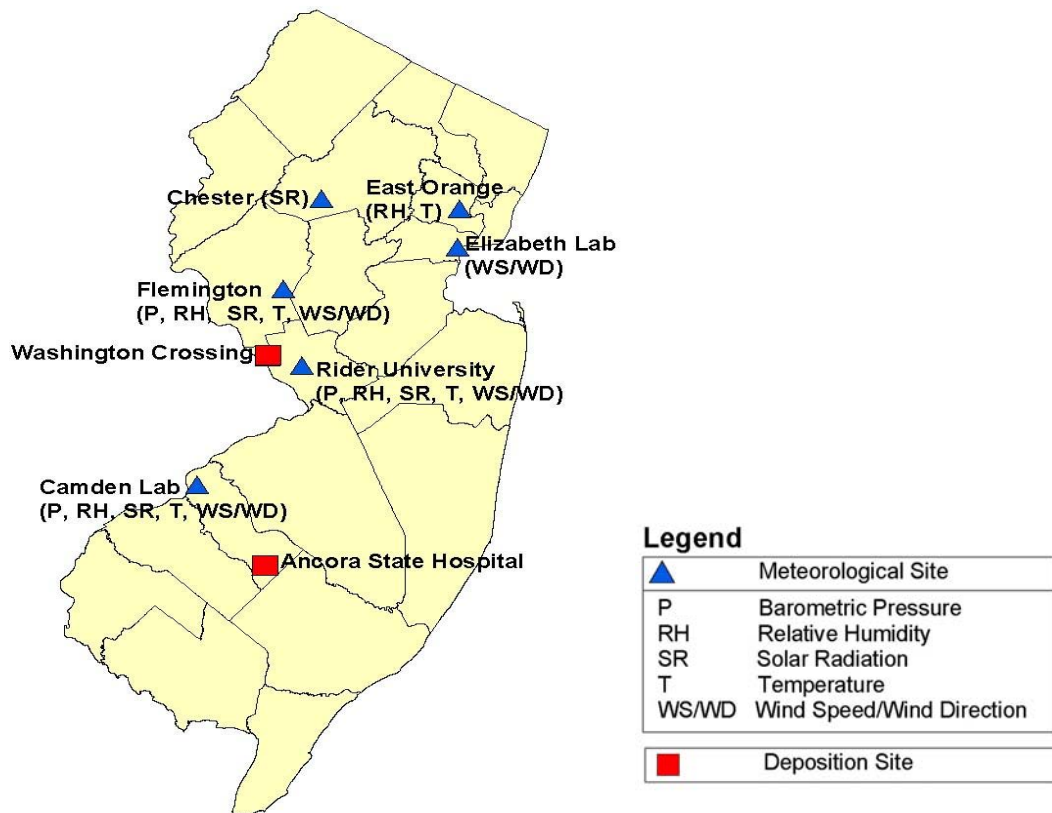 Chester (SR)
East Orange
(RH, T)
Elizabeth Lab
(WS/WD)
Flemington
(P, RH, SR, T, WS/WD)
Washington Crossing
Rider University
(P, RH, SR, T, WS/WD)
Camden Lab
(P, RH, SR, T, WS/WD)
Ancora State Hospital
Legend
Meteorological Site
P Barometric Pressure
RH Relative Humidity
SR Solar Radiation
T Temperature
WS/WD Wind Speed/Wind Direction
Deposition Site